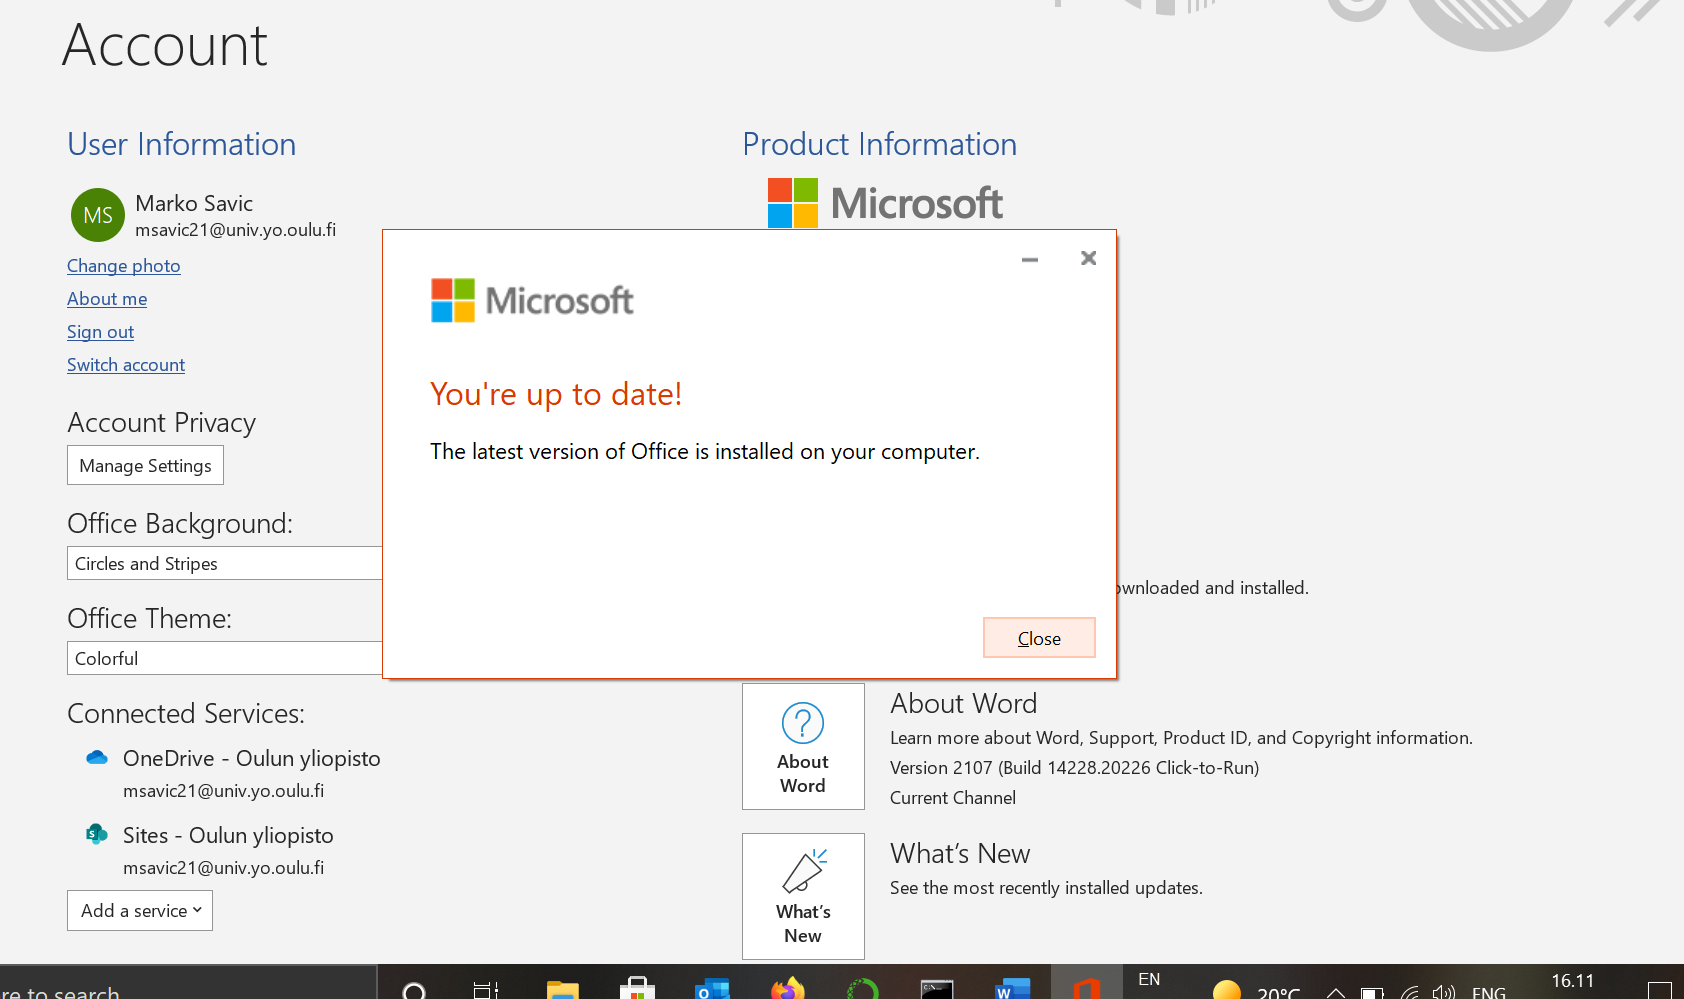 Account
User Information
MS
Marko Savic
msavic21@univ.yo.oulu.fi
Change photo
About me
Sign out
Switch account
Account Privacy
Manage Settings
Office Background:
Circles and Stripes
Office Theme:
Colorful
Connected Services:
OneDrive - Oulun yliopisto
msavic21@univ.yo.oulu.fi
S
Sites - Oulun yliopisto
msavic21@univ.yo.oulu.fi
Add a service
Product Information
Microsoft
Microsoft
You're up to date!
The latest version of Office is installed on your computer.
Close
ownloaded and installed.
?
About
Word
About Word
Learn more about Word, Support, Product ID, and Copyright information.
Version 2107 (Build 14228.20226 Click-to-Run)
Current Channel
What's
New
What's New
See the most recently installed updates.
re to search
O
W
EN
20°C
ENG
16.11